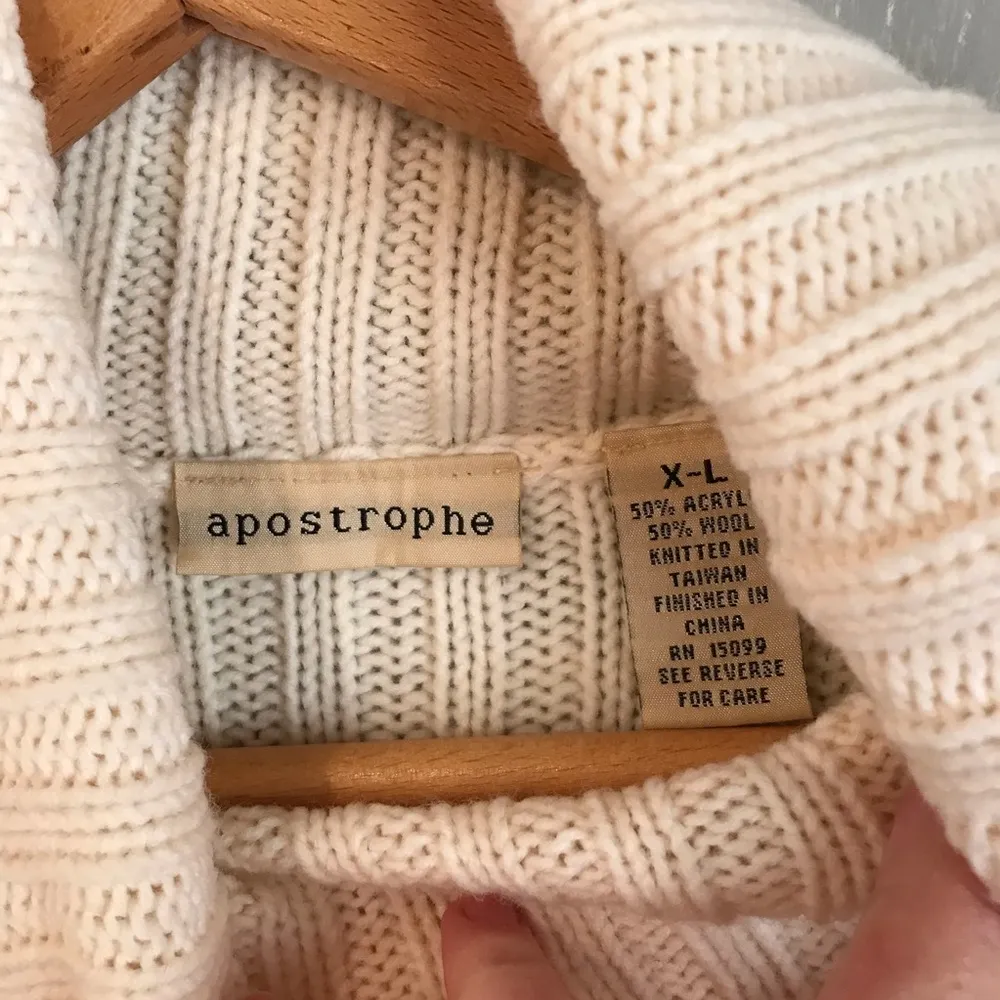 apostrophe
X-L
50% ACRYL
50% WOOL
KNITTED IN
TAIWAN
FINISHED IN
CHINA
RN 15099
SEE REVERSE
FOR CARE